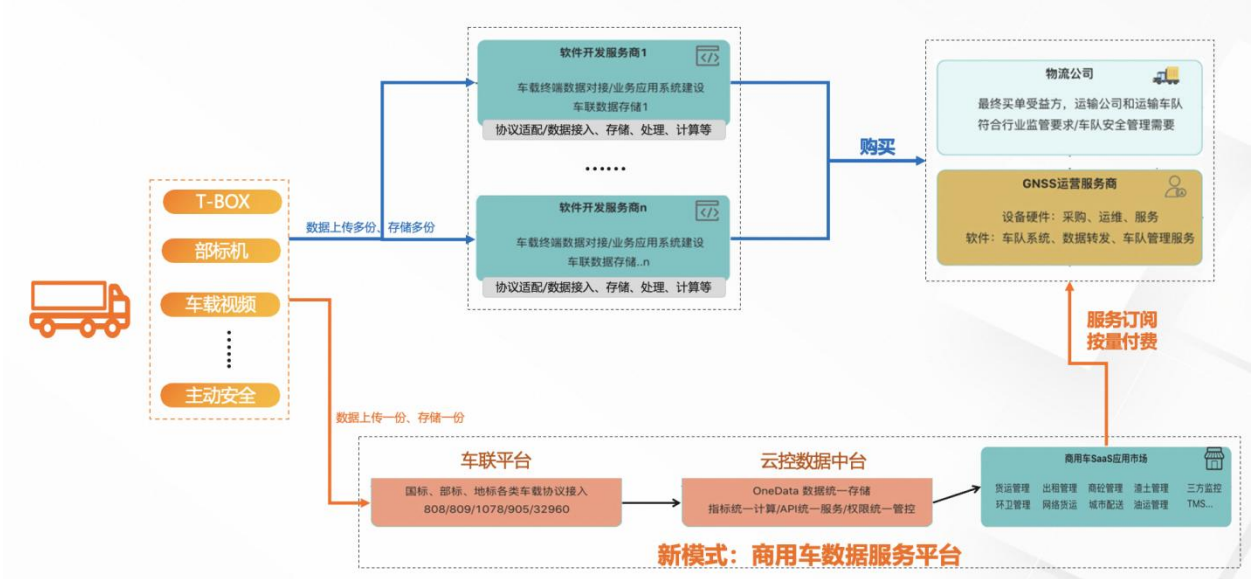 T-BOX
部标机
车载视频
主动安全
数据上传多份、存储多份
数据上传一份、存储一份
软件开发服务商1
</>
车载终端数据对接/业务应用系统建设
车联数据存储1
协议适配/数据接入、存储、处理、计算等
......
软件开发服务商n
</>
车载终端数据对接/业务应用系统建设
车联数据存储..n
协议适配/数据接入、存储、处理、计算等
购买
物流公司
最终买单受益方，运输公司和运输车队
符合行业监管要求/车队安全管理需要
GNSS运营服务商
设备硬件：采购、运维、服务
软件：车队系统、数据转发、车队管理服务
服务订阅
按量付费
车联平台
国标、部标、地标各类车载协议接入
808/809/1078/905/32960
云控数据中台
OneData 数据统一存储
指标统一计算/API统一服务/权限统一管控
商用车SaaS应用市场
货运管理 出租管理 商砼管理 渣土管理 三方监控
环卫管理 网络货运 城市配送 油运管理 TMS...
新模式：商用车数据服务平台